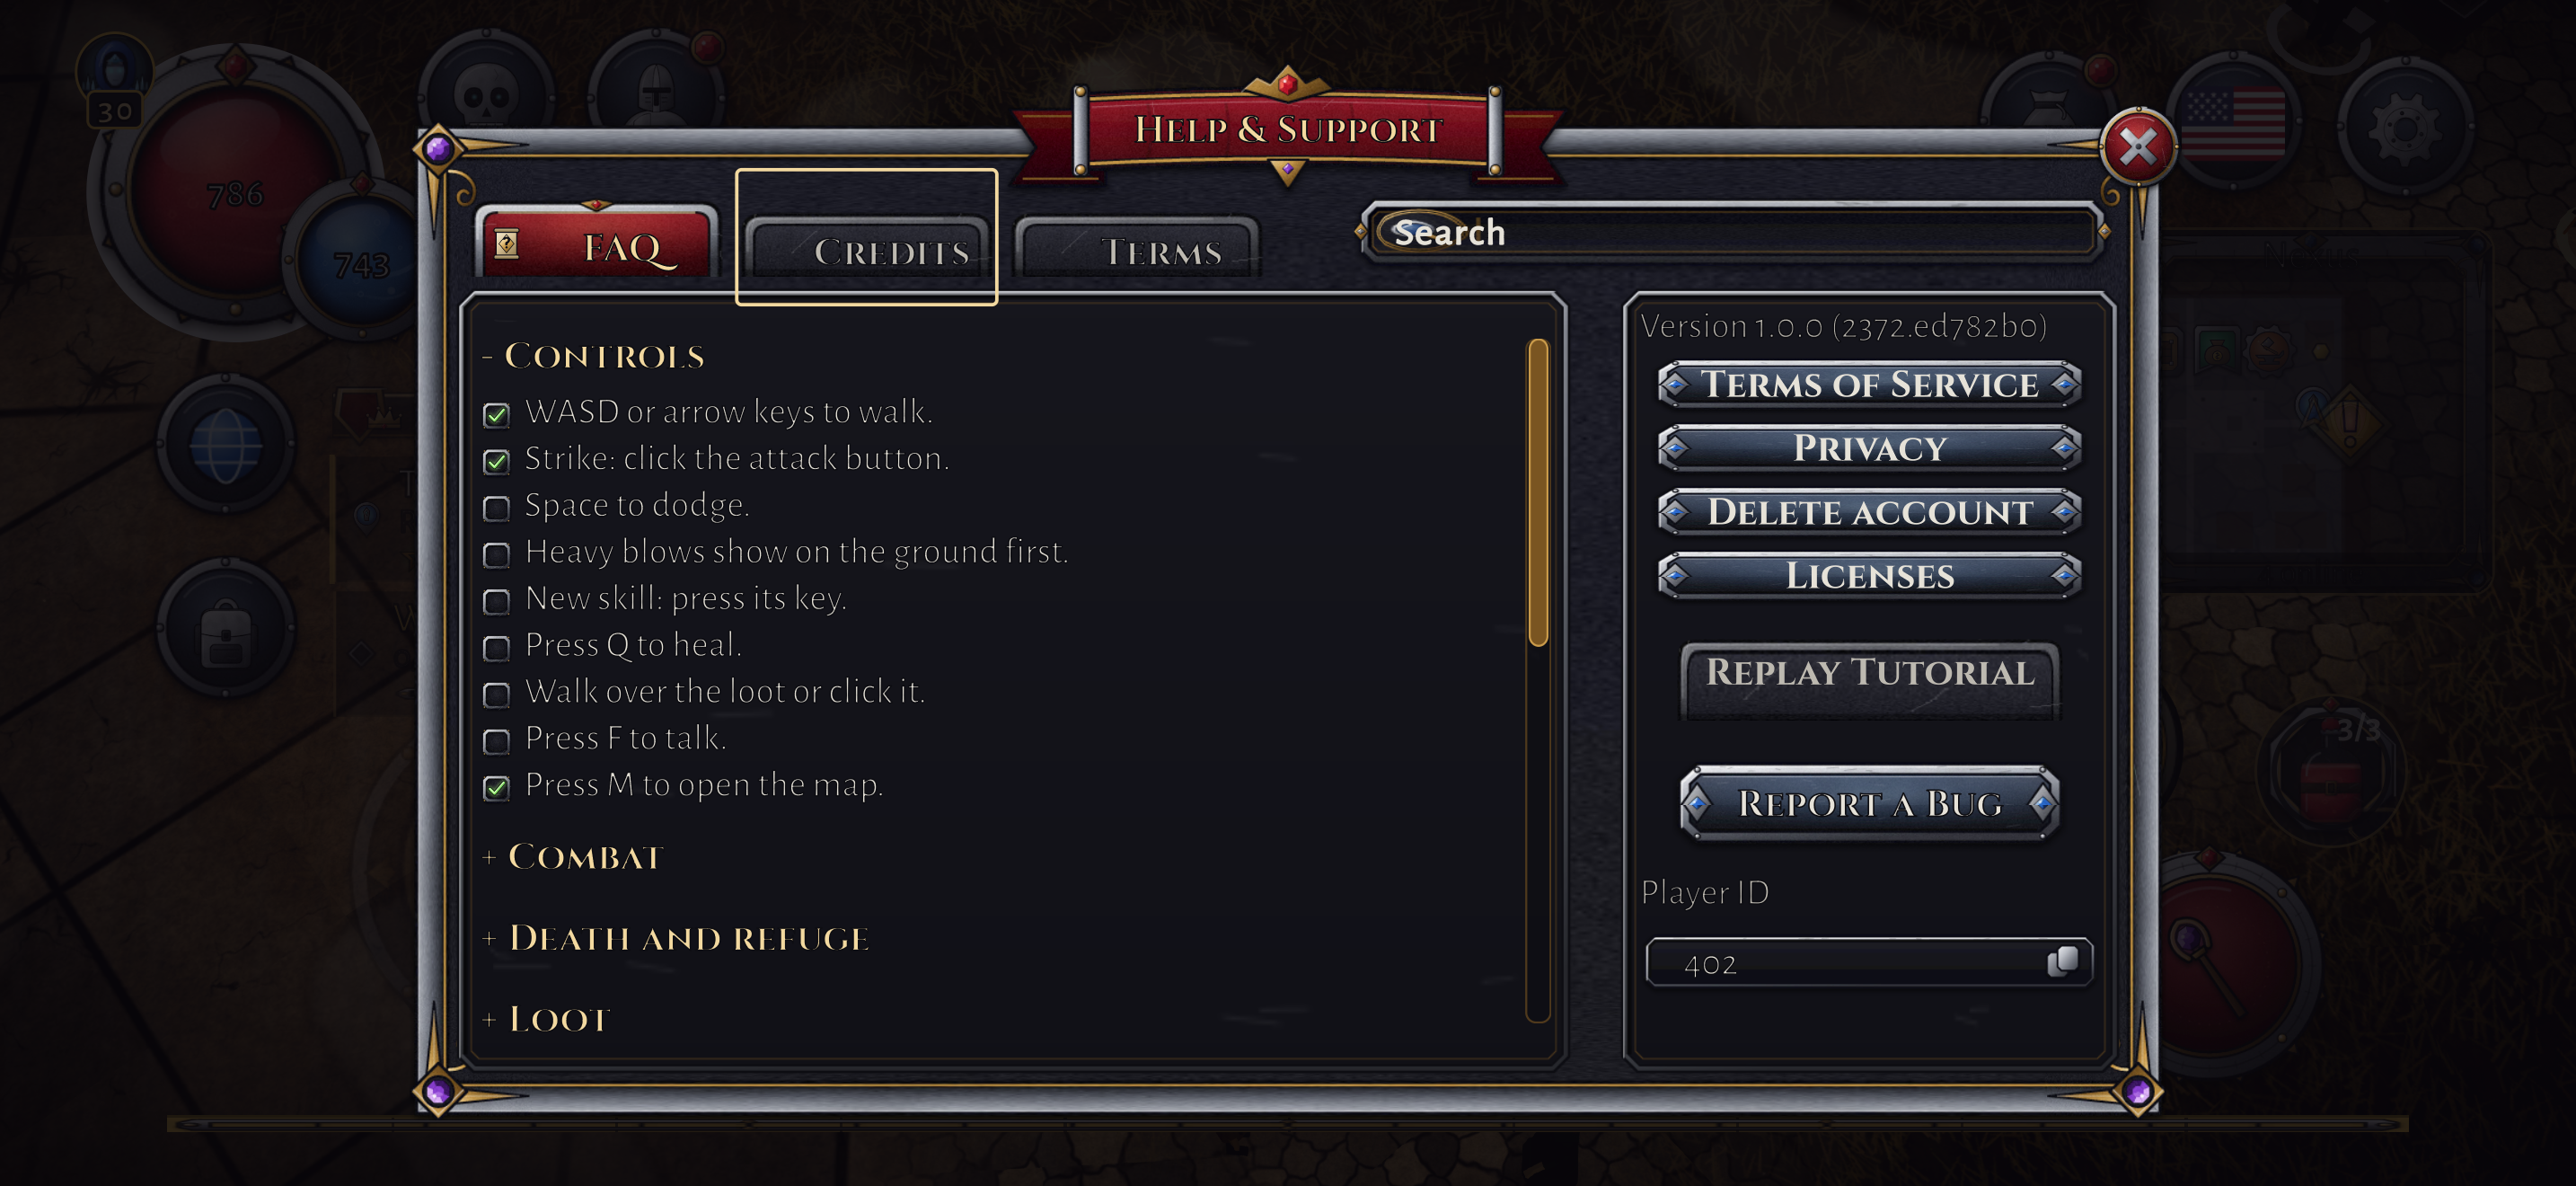 30
HELP & SUPPORT
786
743
FAQ
CREDITS
TERMS
Search
- CONTROLS
WASD or arrow keys to walk.
Strike: click the attack button.
Space to dodge.
Heavy blows show on the ground first.
New skill: press its key.
Press Q to heal.
Walk over the loot or click it.
Press F to talk.
Press M to open the map.
+ COMBAT
+ DEATH AND REFUGE
+ LOOT
Version 1.0.0 (2372.ed782b0)
TERMS OF SERVICE
PRIVACY
DELETE ACCOUNT
LICENSES
REPLAY TUTORIAL
REPORT A BUG
Player ID
402
3/3